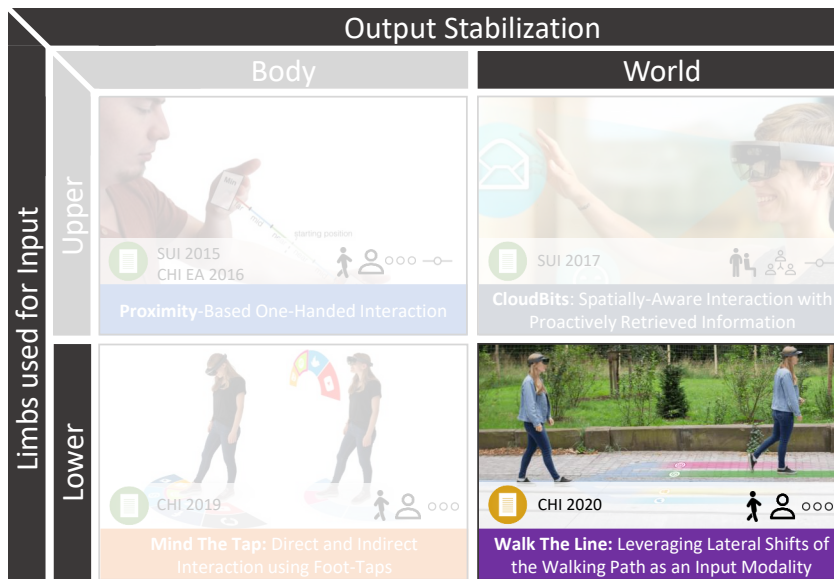 Output Stabilization
Body
World
Limbs used for Input
Upper
starting position
SUI 2015
CHI EA 2016
Proximity-Based One-Handed Interaction
SUI 2017
CloudBits: Spatially-Aware Interaction with
Proactively Retrieved Information
Lower
CHI 2019
Mind The Tap: Direct and Indirect
Interaction using Foot-Taps
CHI 2020
Walk The Line: Leveraging Lateral Shifts of
the Walking Path as an Input Modality